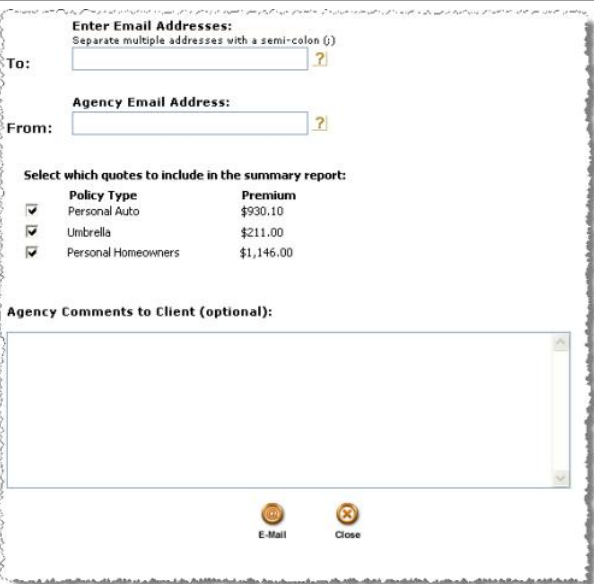 Enter Email Addresses:
Separate multiple addresses with a semi-colon (;)
To:
?
Agency Email Address:
From:
?
Select which quotes to include in the summary report:
Policy Type Premium
Personal Auto $930.10
Umbrella $211.00
Personal Homeowners $1,146.00
Agency Comments to Client (optional):
E-Mail Close